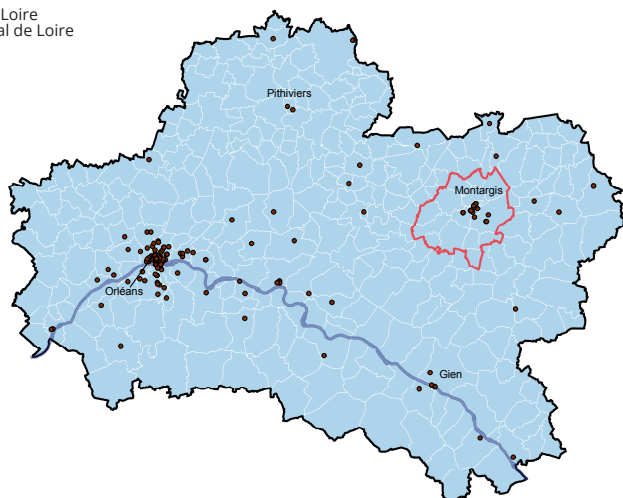 Loire
al de Loire
Pithiviers
Montargis
Orléans
Gien